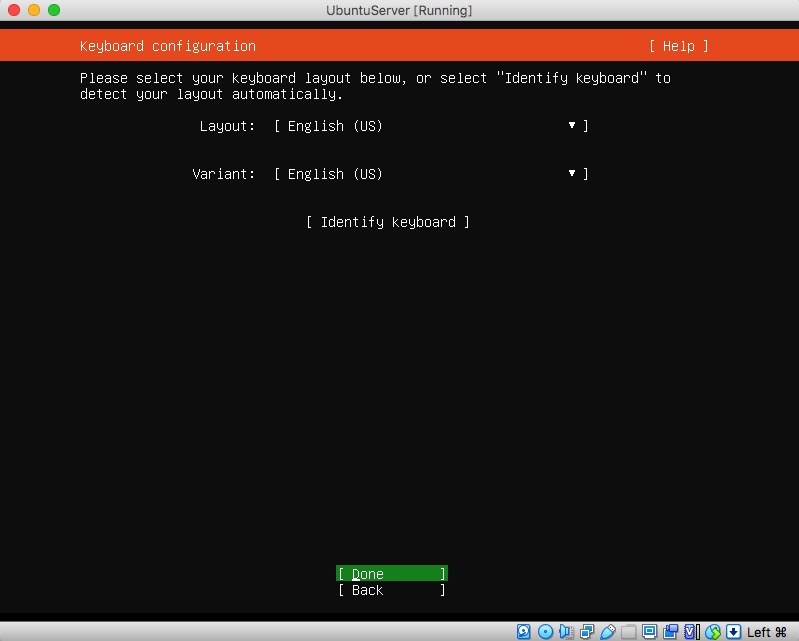 UbuntuServer [Running]
Keyboard configuration [ Help ]
Please select your keyboard layout below, or select "Identify keyboard" to
detect your layout automatically.
Layout: [ English (US) ▼ ]
Variant: [ English (US) ▼ ]
[ Identify keyboard ]
[ Done ]
[ Back ]
Left ⌘